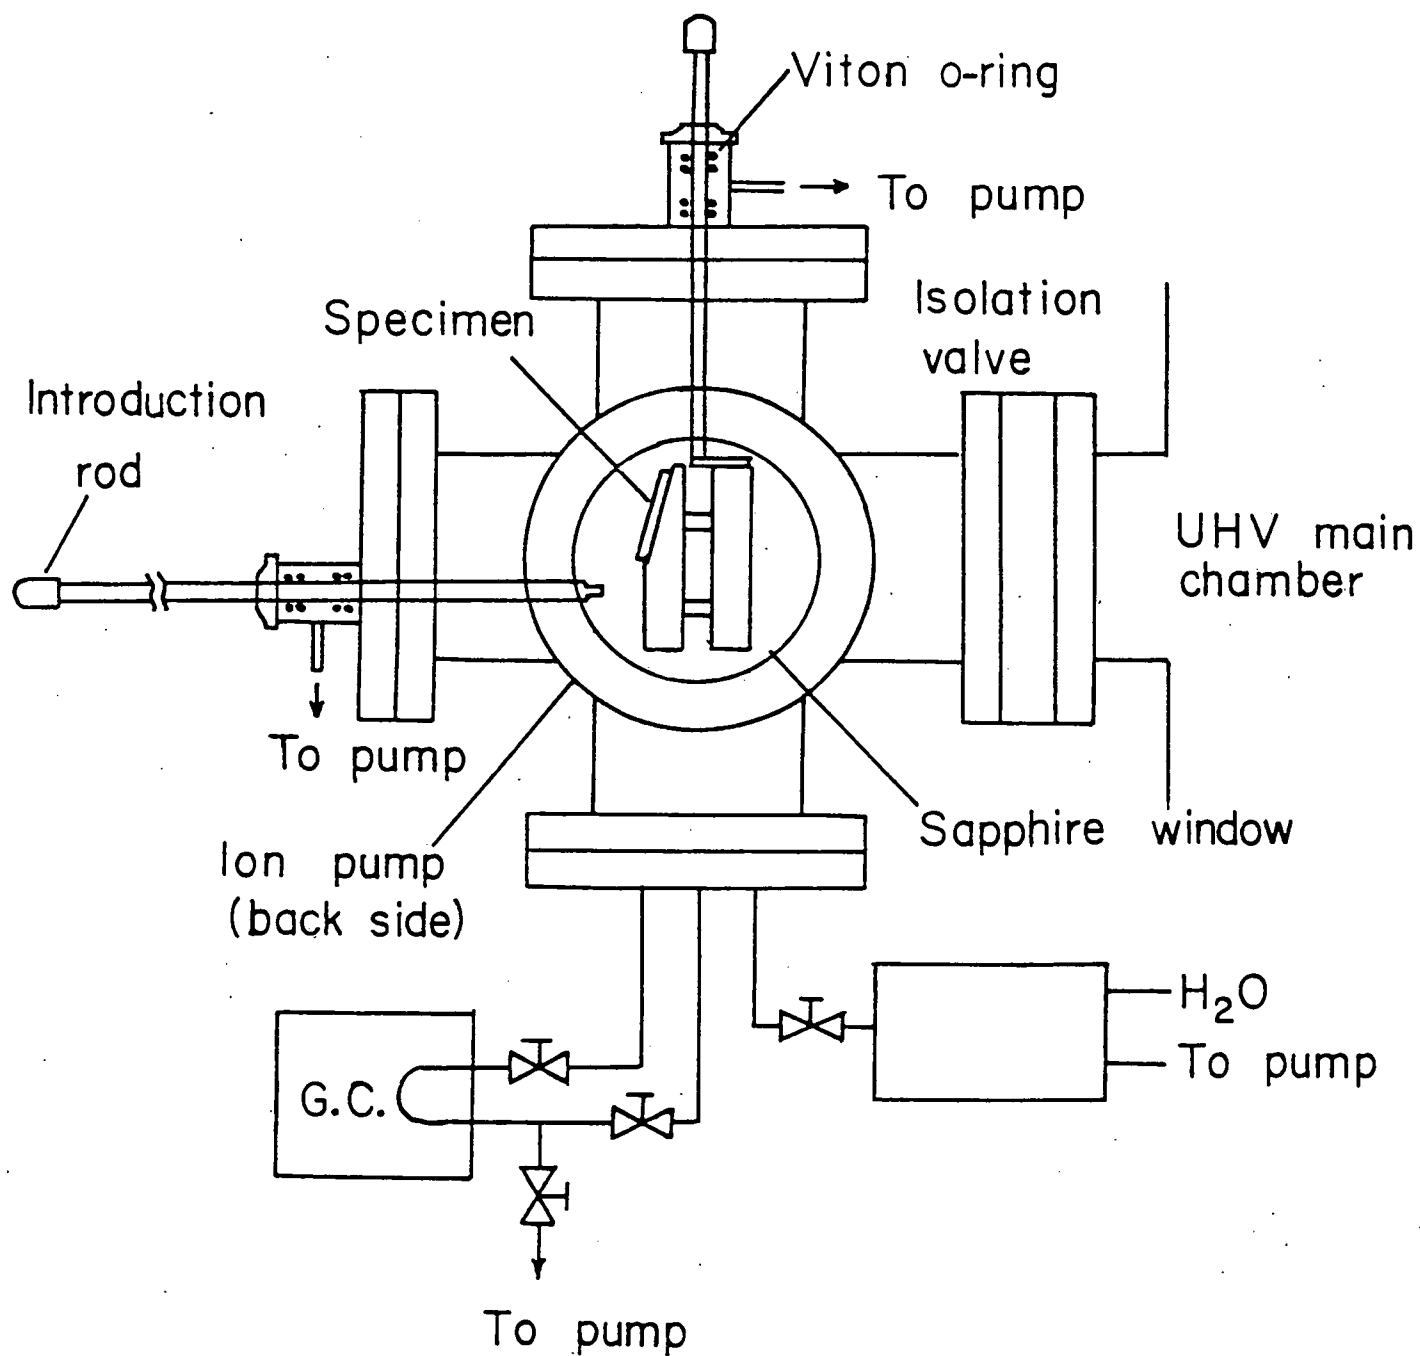 Viton o-ring
To pump
Isolation
valve
Specimen
Introduction
rod
UHV main
chamber
To pump
Sapphire window
Ion pump
(back side)
H₂O
To pump
G.C.
To pump